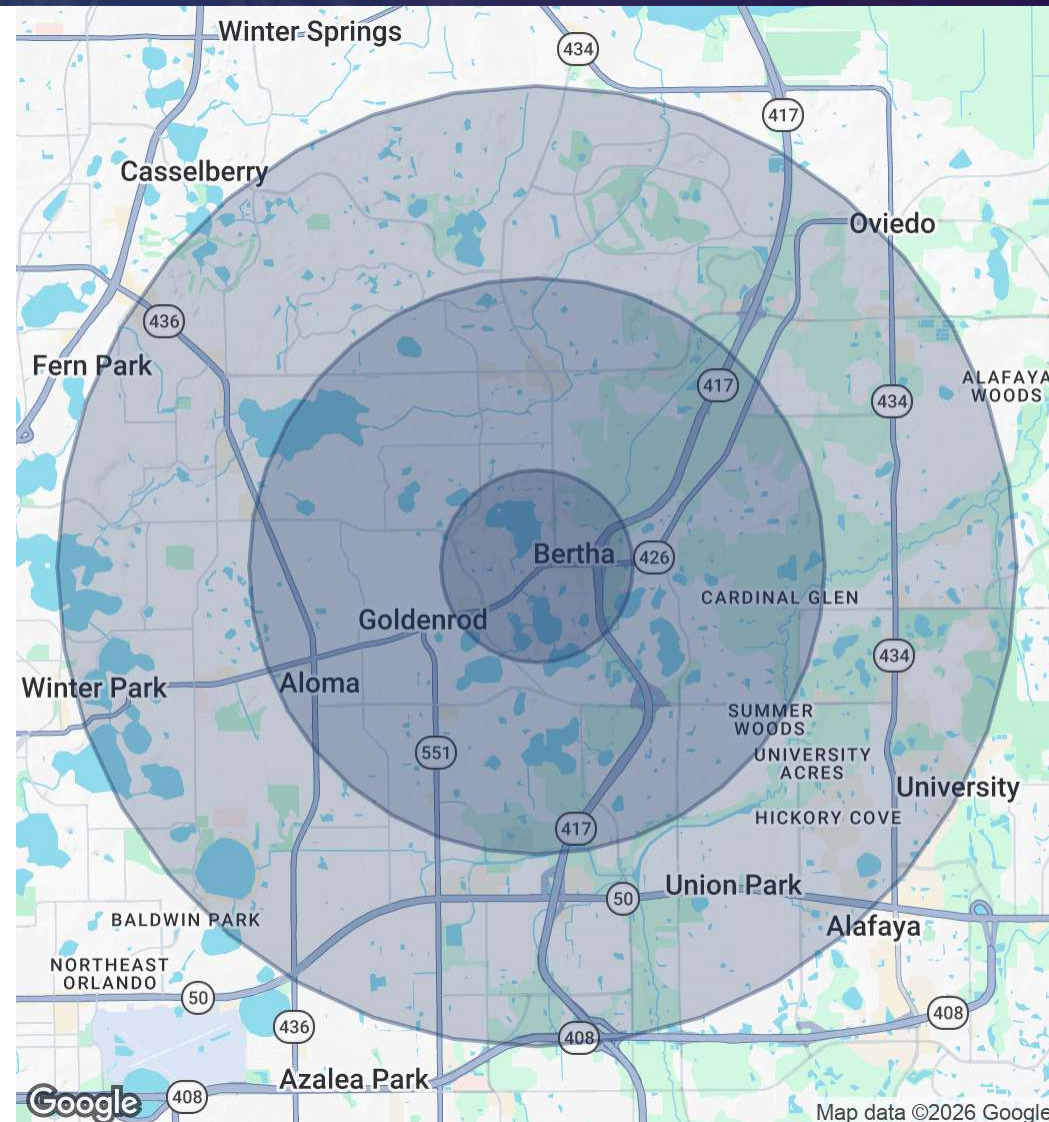 Winter Springs
434
417
Casselberry
Oviedo
436
Fern Park
417
434
ALAFAYA
WOODS
Bertha
426
CARDINAL GLEN
Goldenrod
434
Winter Park
Aloma
SUMMER
WOODS
551
UNIVERSITY
ACRES
University
HICKORY COVE
417
Union Park
50
BALDWIN PARK
Alafaya
NORTHEAST
ORLANDO
50
436
408
408
Azalea Park
408
Google
Map data ©2026 Google